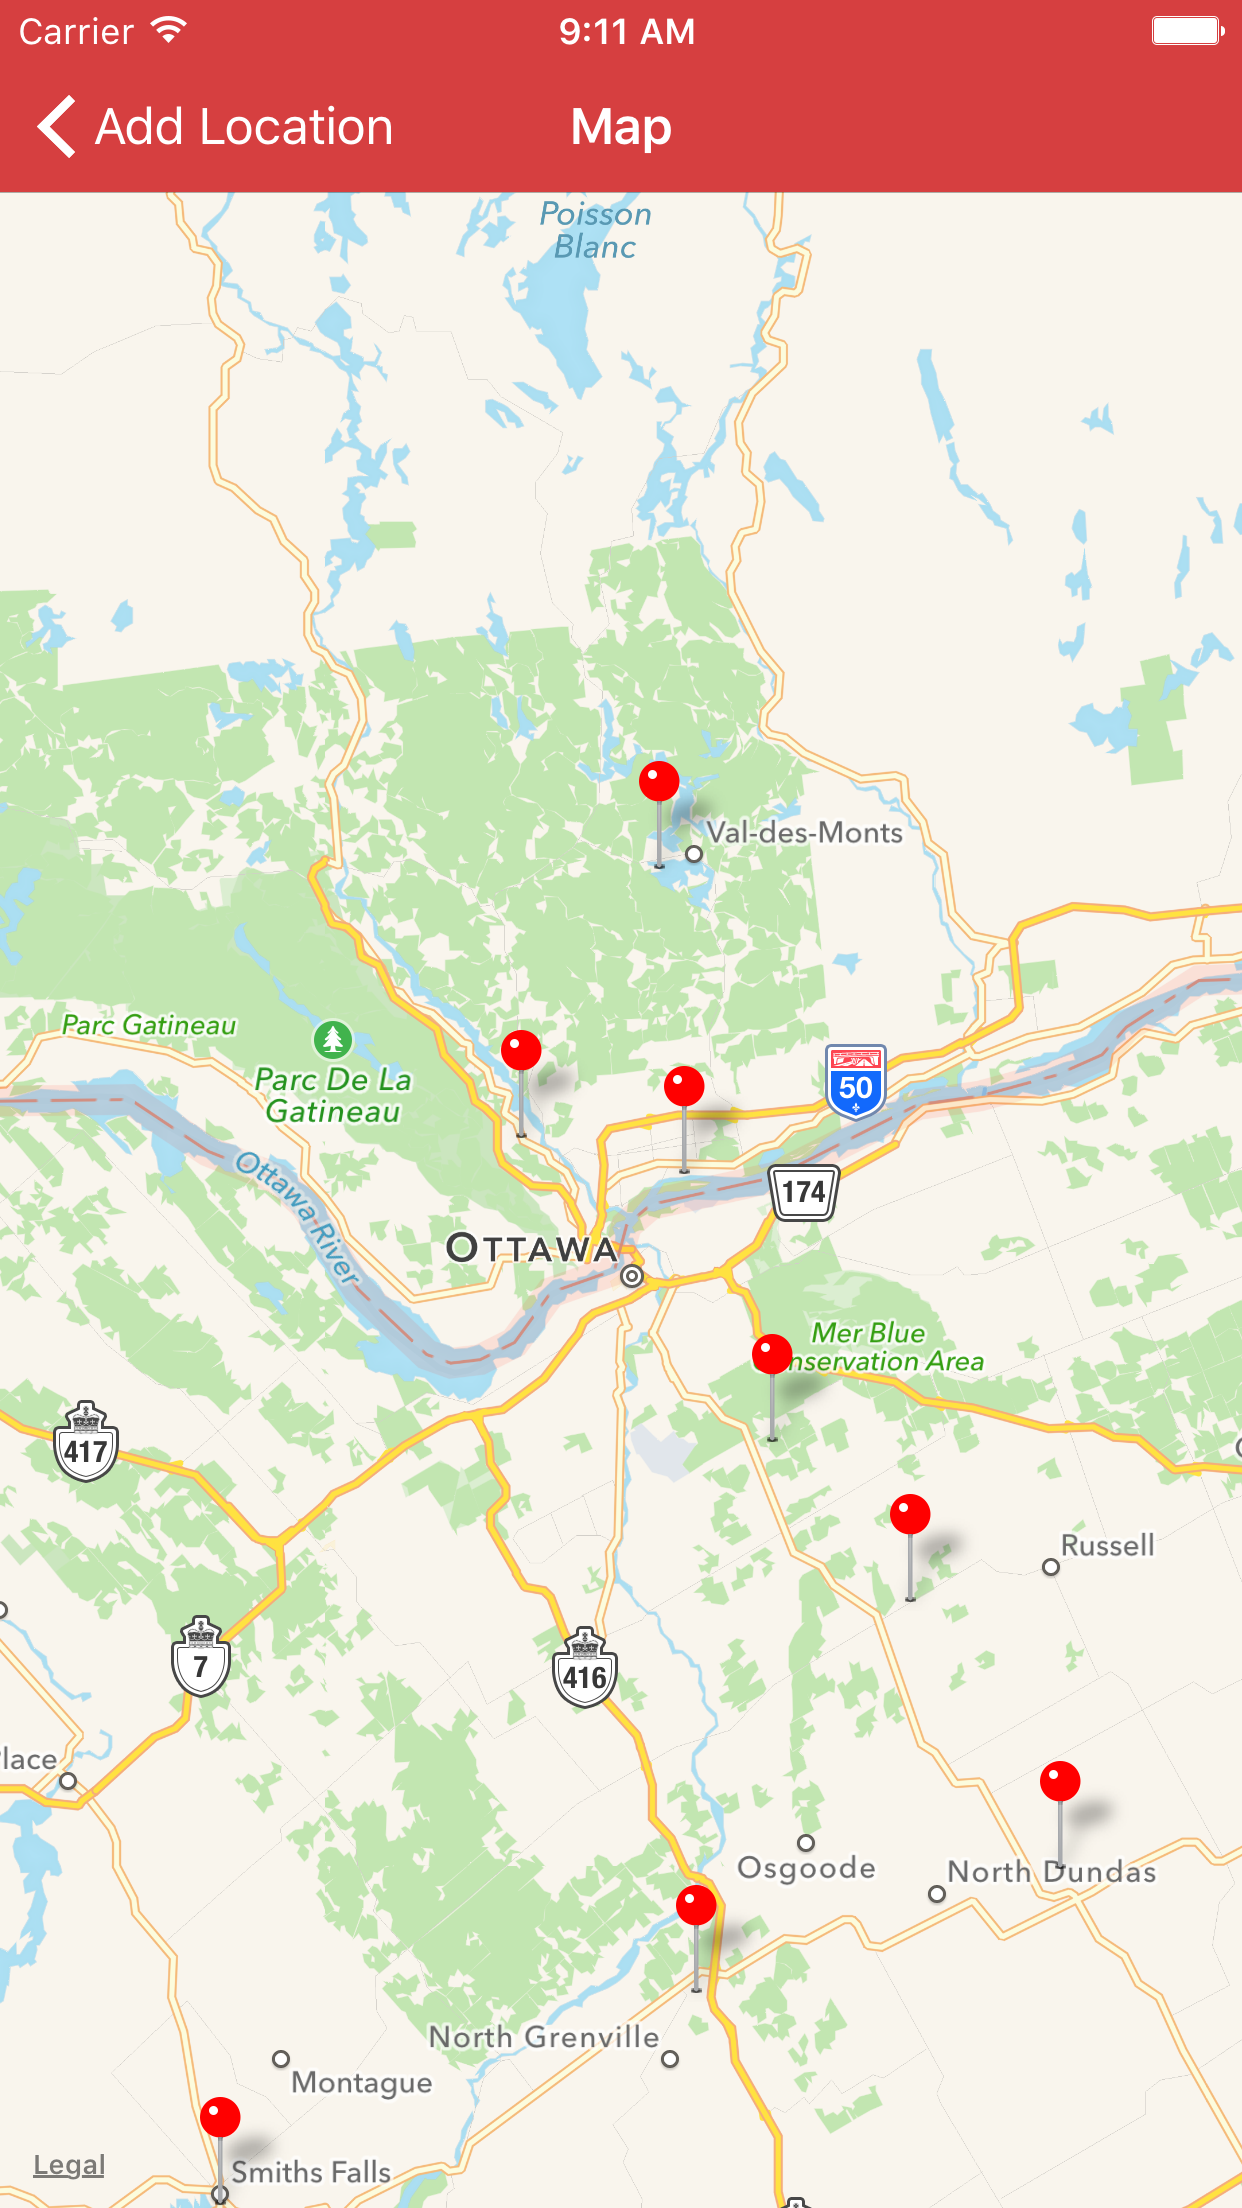 Carrier 9:11 AM
Add Location Map
Poisson
Blanc
Val-des-Monts
Parc Gatineau
Parc De La
Gatineau
50
Ottawa River
174
OTTAWA
Mer Blue
nservation Area
417
Russell
7
416
lace
Osgoode
North Dundas
North Grenville
Montague
Legal
Smiths Falls